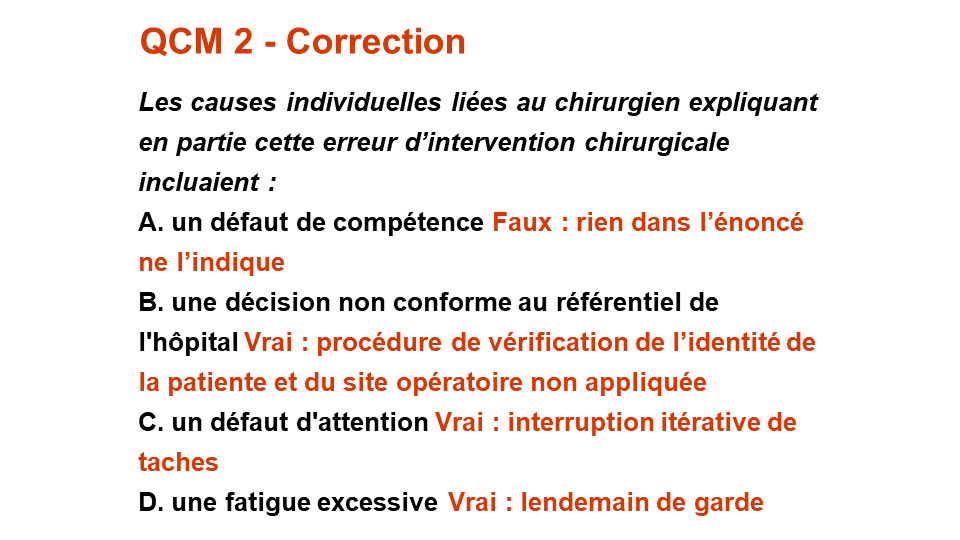 QCM 2 - Correction
Les causes individuelles liées au chirurgien expliquant
en partie cette erreur d’intervention chirurgicale
incluaient :
A. un défaut de compétence Faux : rien dans l’énoncé
ne l’indique
B. une décision non conforme au référentiel de
l'hôpital Vrai : procédure de vérification de l’identité de
la patiente et du site opératoire non appliquée
C. un défaut d'attention Vrai : interruption itérative de
taches
D. une fatigue excessive Vrai : lendemain de garde